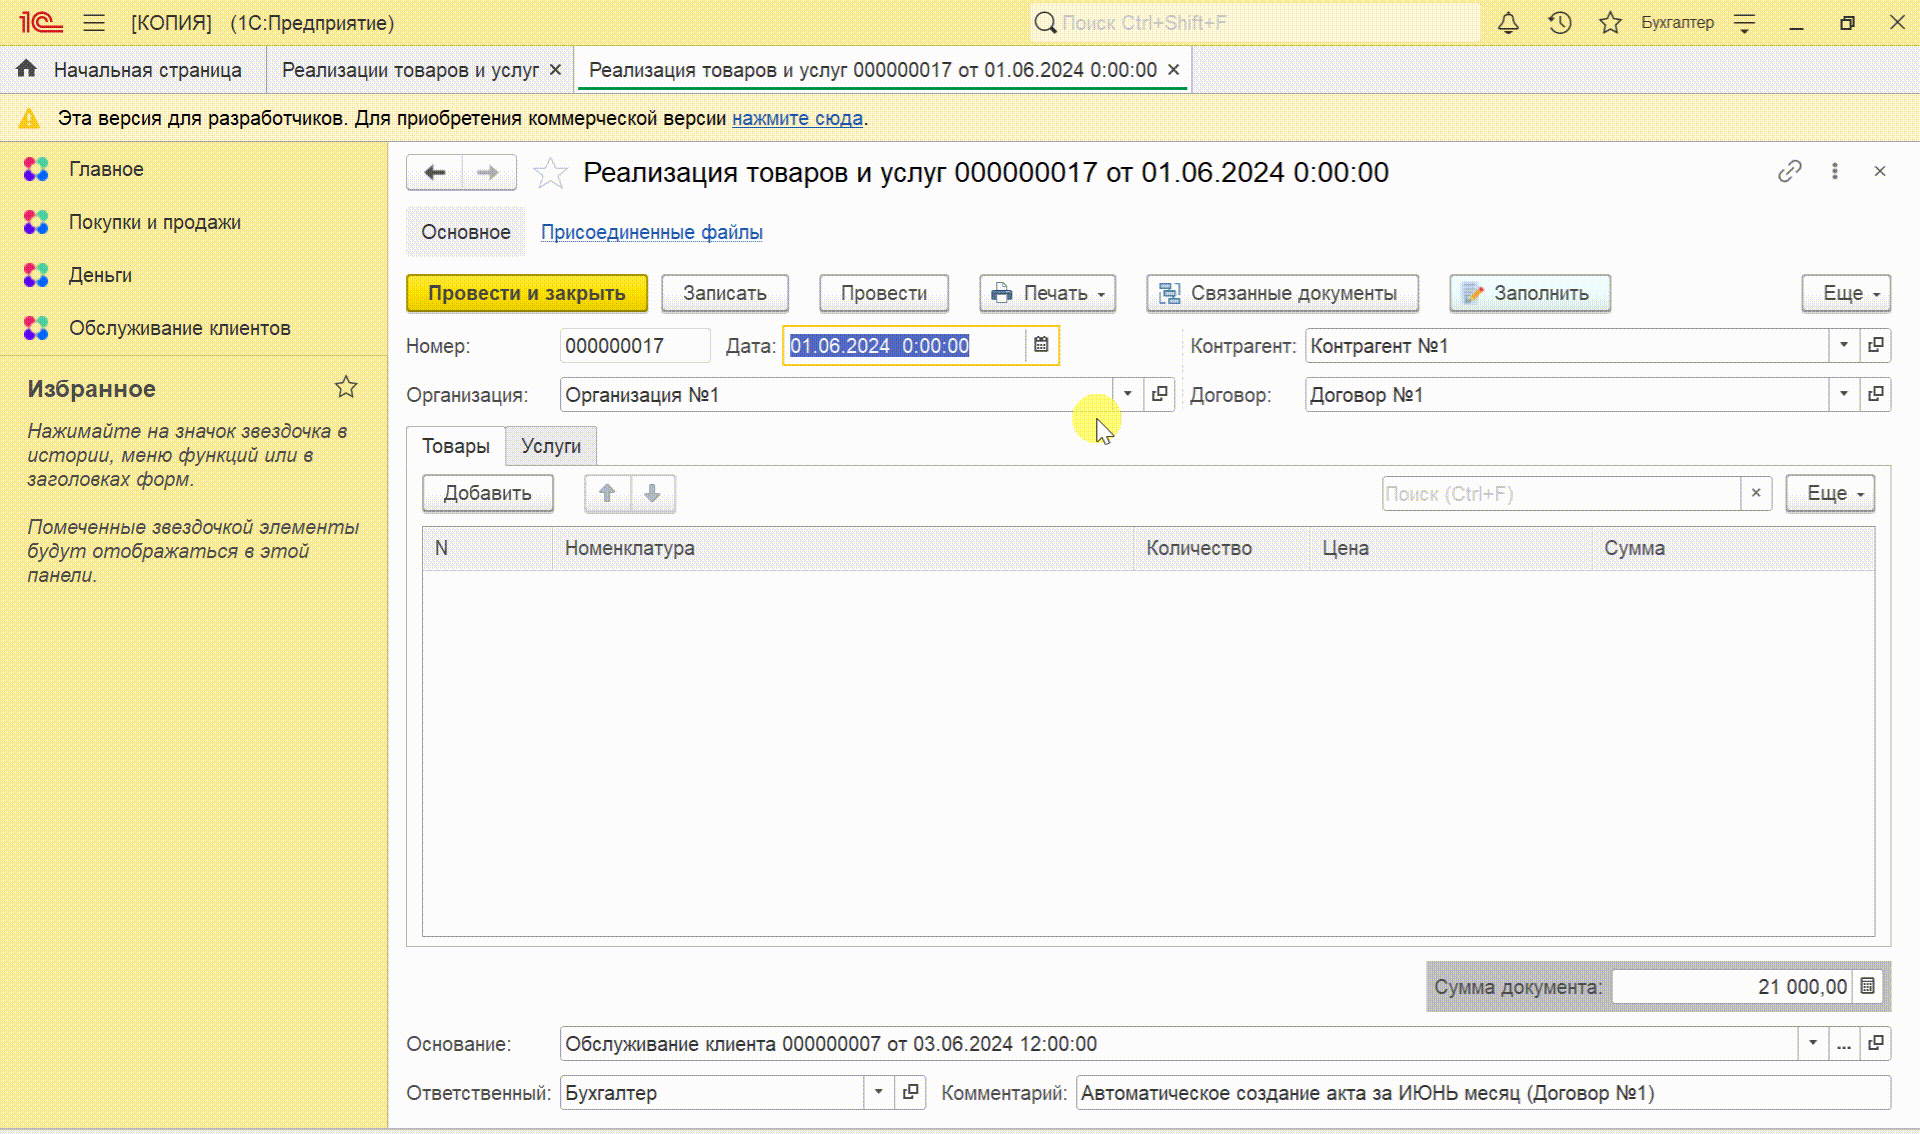 1С [КОПИЯ] (1С:Предприятие) Поиск Ctrl+Shift+F Бухгалтер
Начальная страница Реализации товаров и услуг × Реализация товаров и услуг 000000017 от 01.06.2024 0:00:00 ×
Эта версия для разработчиков. Для приобретения коммерческой версии нажмите сюда.
Главное
Покупки и продажи
Деньги
Обслуживание клиентов
Избранное
Нажимайте на значок звездочка в
истории, меню функций или в
заголовках форм.
Помеченные звездочкой элементы
будут отображаться в этой
панели.
Реализация товаров и услуг 000000017 от 01.06.2024 0:00:00
Основное Присоединенные файлы
Провести и закрыть Записать Провести Печать Связанные документы Заполнить Еще
Номер: 000000017 Дата: 01.06.2024 0:00:00 Контрагент: Контрагент №1
Организация: Организация №1 Договор: Договор №1
Товары Услуги
Добавить Поиск (Ctrl+F) × Еще
N Номенклатура Количество Цена Сумма
Сумма документа: 21 000,00
Основание: Обслуживание клиента 000000007 от 03.06.2024 12:00:00 ...
Ответственный: Бухгалтер Комментарий: Автоматическое создание акта за ИЮНЬ месяц (Договор №1)